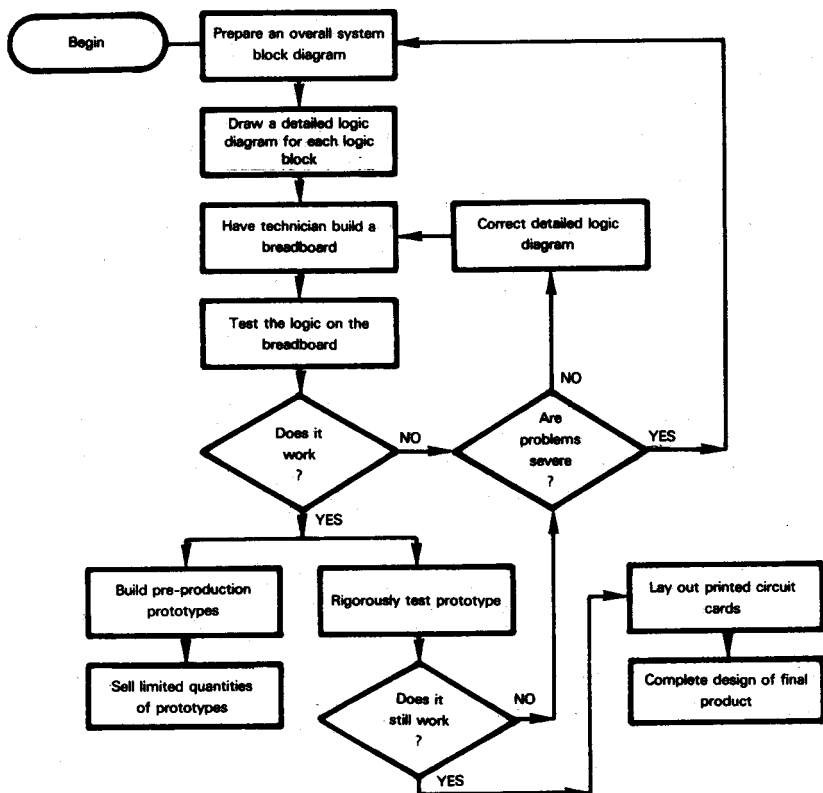 Begin
Prepare an overall system
block diagram
Draw a detailed logic
diagram for each logic
block
Have technician build a
breadboard
Correct detailed logic
diagram
Test the logic on the
breadboard
NO
Does it
work
?
NO
Are
problems
severe
?
YES
YES
Build pre-production
prototypes
Rigorously test prototype
Lay out printed circuit
cards
Sell limited quantities
of prototypes
Does it
still work
?
NO
Complete design of final
product
YES